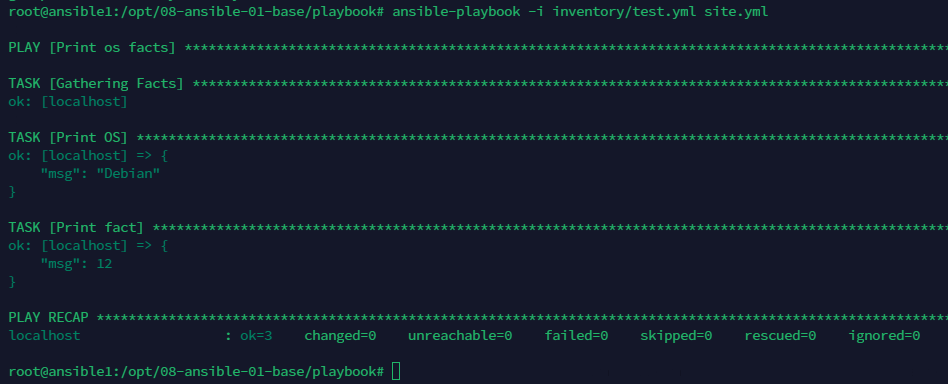 root@ansible1:/opt/08-ansible-01-base/playbook# ansible-playbook -i inventory/test.yml site.yml
PLAY [Print os facts] ************************************************************************************************
TASK [Gathering Facts] ***********************************************************************************************
ok: [localhost]
TASK [Print OS] ******************************************************************************************************
ok: [localhost] => {
    "msg": "Debian"
}
TASK [Print fact] ****************************************************************************************************
ok: [localhost] => {
    "msg": 12
}
PLAY RECAP ***********************************************************************************************************
localhost                  : ok=3    changed=0    unreachable=0    failed=0    skipped=0    rescued=0    ignored=0
root@ansible1:/opt/08-ansible-01-base/playbook#